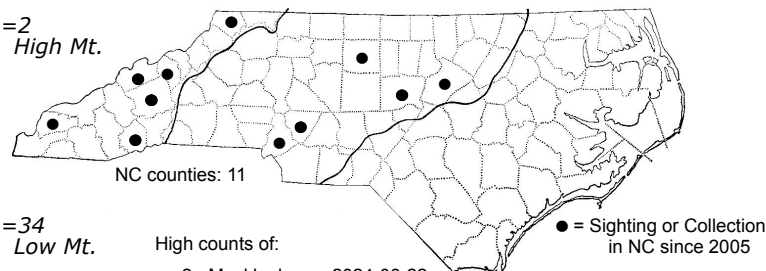 =2
High Mt.
NC counties: 11
=34
Low Mt.
High counts of:
● = Sighting or Collection
in NC since 2005